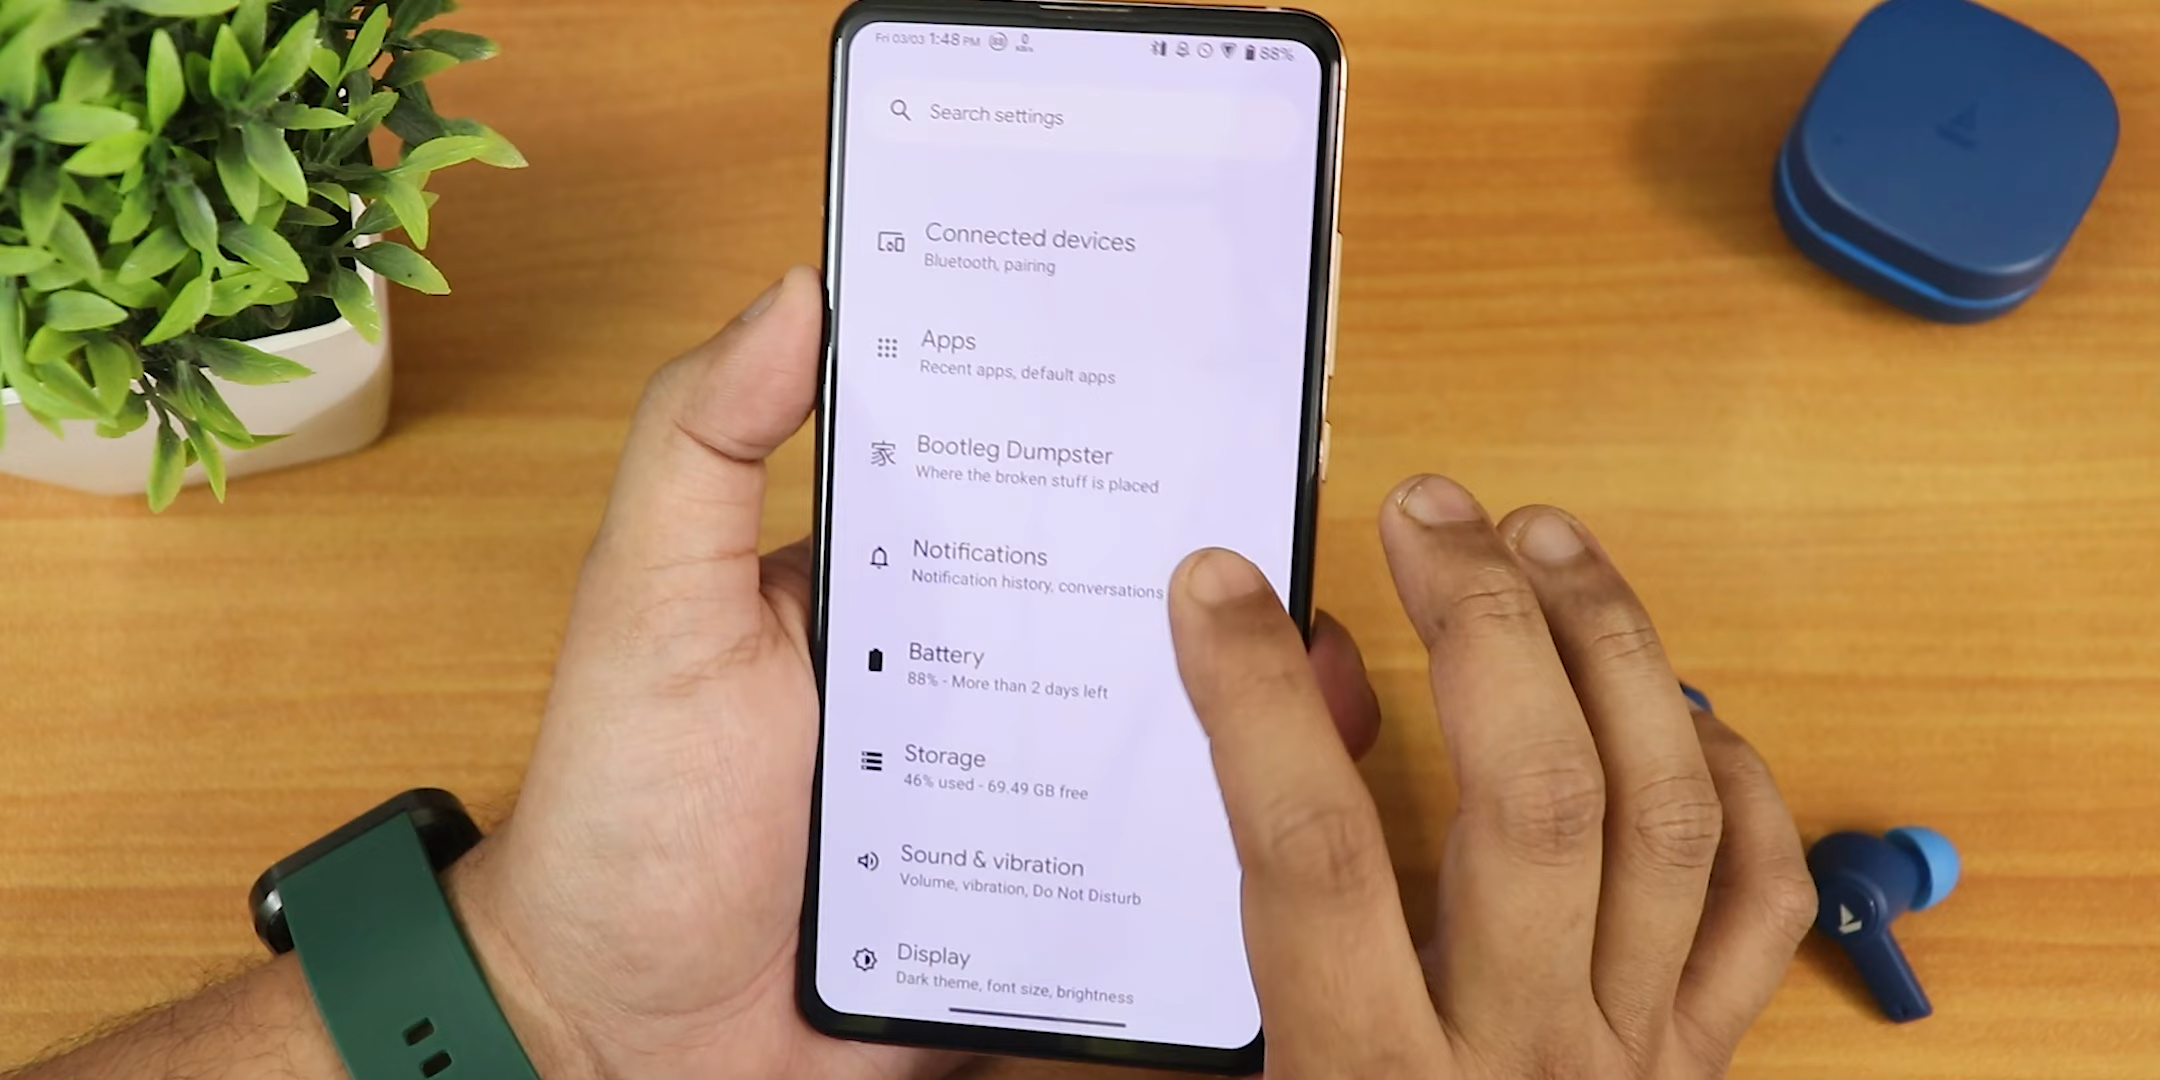 Fri 03/03 1:48 PM 88 0 KB/s 88%
Search settings
Connected devices
Bluetooth, pairing
Apps
Recent apps, default apps
家
Bootleg Dumpster
Where the broken stuff is placed
Notifications
Notification history, conversations
Battery
88% - More than 2 days left
Storage
46% used - 69.49 GB free
Sound & vibration
Volume, vibration, Do Not Disturb
Display
Dark theme, font size, brightness